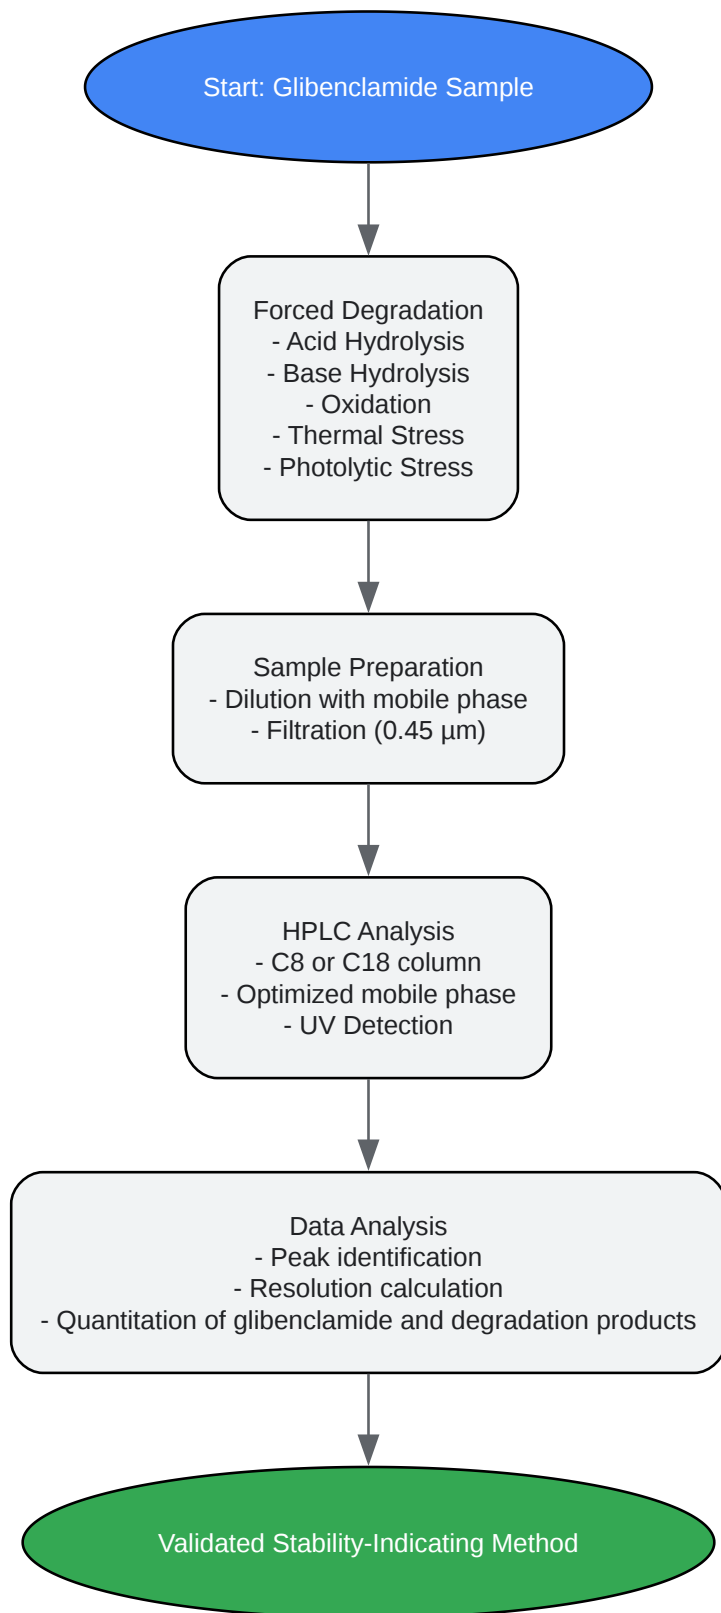 Start: Glibenclamide Sample
Forced Degradation
- Acid Hydrolysis
- Base Hydrolysis
- Oxidation
- Thermal Stress
- Photolytic Stress
Sample Preparation
- Dilution with mobile phase
- Filtration (0.45 µm)
HPLC Analysis
- C8 or C18 column
- Optimized mobile phase
- UV Detection
Data Analysis
- Peak identification
- Resolution calculation
- Quantitation of glibenclamide and degradation products
Validated Stability-Indicating Method